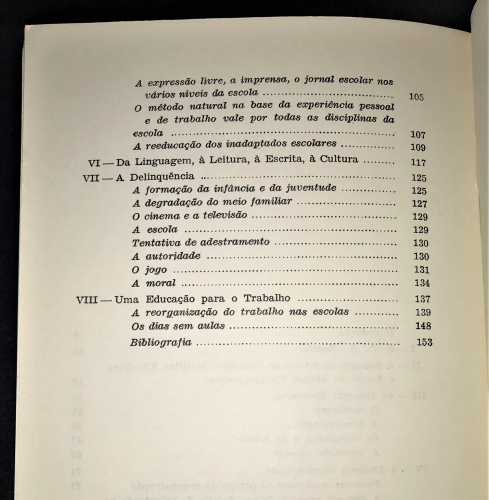 A expressão livre, a imprensa, o jornal escolar nos
vários níveis da escola ........................................ 105
O método natural na base da experiência pessoal
e de trabalho vale por todas as disciplinas da
escola ........................................ 107
A reeducação dos inadaptados escolares ................ 109
VI — Da Linguagem, à Leitura, à Escrita, à Cultura ........ 117
VII — A Delinquência ........................................ 125
A formação da infância e da juventude ................ 125
A degradação do meio familiar ................ 127
O cinema e a televisão ................ 129
A escola ................ 129
Tentativa de adestramento ................ 130
A autoridade ................ 130
O jogo ................ 131
A moral ................ 134
VIII — Uma Educação para o Trabalho ................ 137
A reorganização do trabalho nas escolas ................ 139
Os dias sem aulas ................ 148
Bibliografia ................ 153